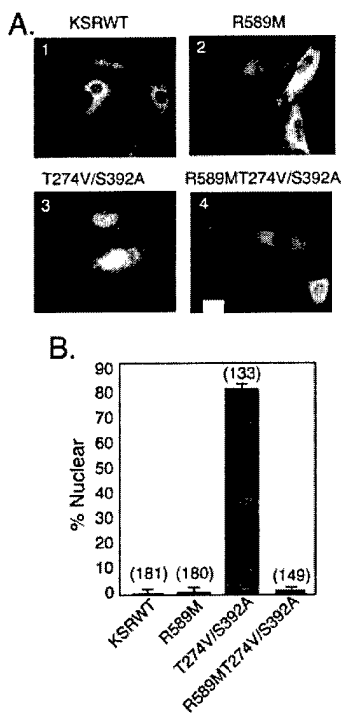 A.
KSRWT
R589M
1
2
T274V/S392A
R589MT274V/S392A
3
4
B.
90
80
70
60
50
40
30
20
10
0
% Nuclear
(181)
(180)
(133)
(149)
KSRWT
R589M
T274V/S392A
R589MT274V/S392A